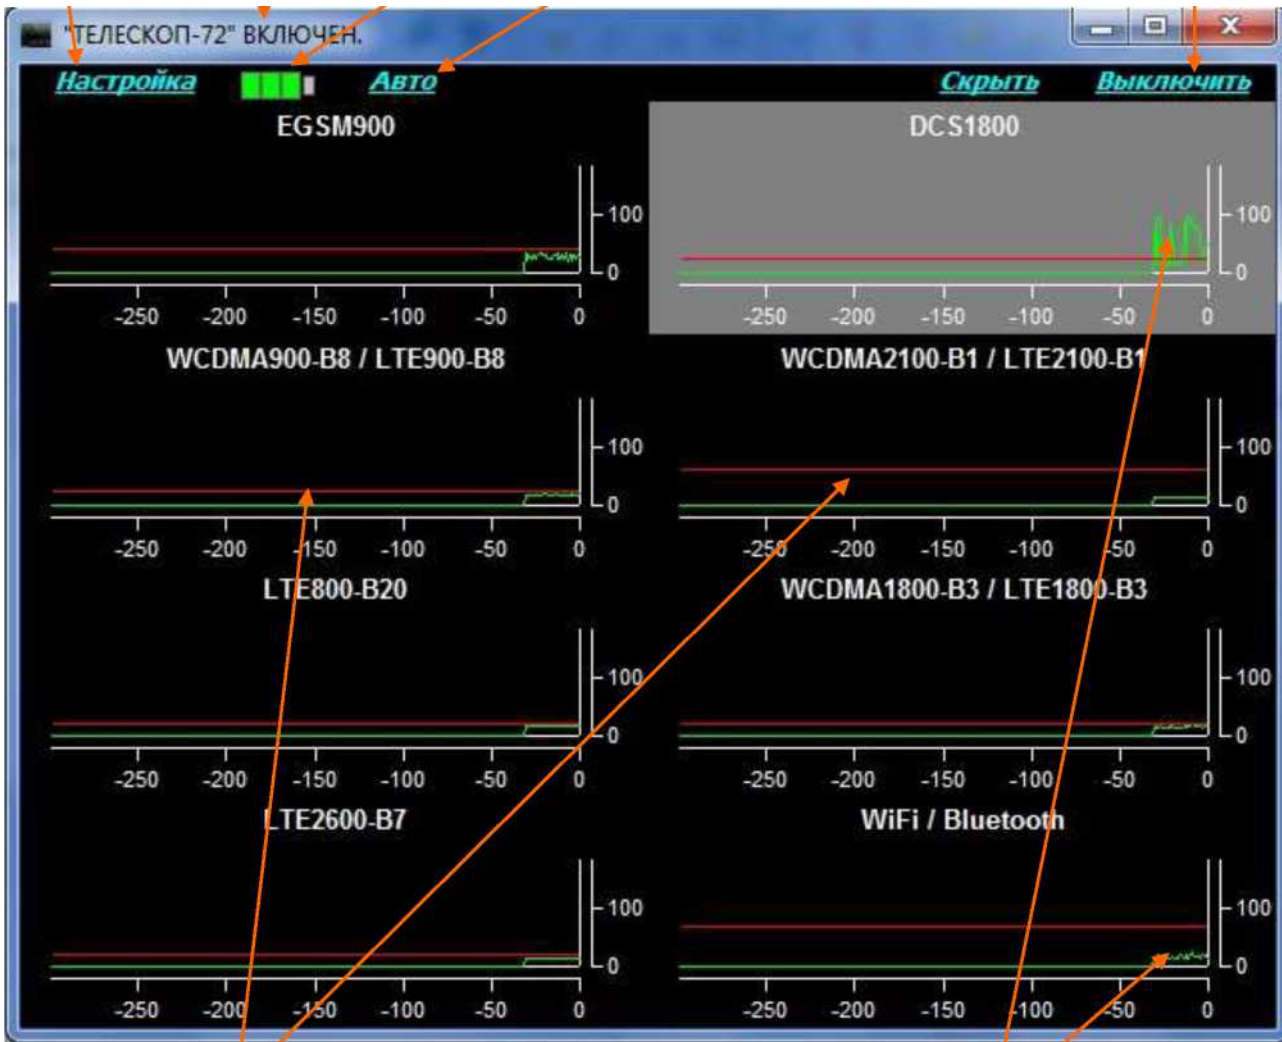 "ТЕЛЕСКОП-72" ВКЛЮЧЕН.
Настройка Авто Скрыть Выключить
EGSM900 DCS1800
100 100
0 0
-250 -200 -150 -100 -50 0 -250 -200 -150 -100 -50 0
WCDMA900-B8 / LTE900-B8 WCDMA2100-B1 / LTE2100-B1
100 100
0 0
-250 -200 -150 -100 -50 0 -250 -200 -150 -100 -50 0
LTE800-B20 WCDMA1800-B3 / LTE1800-B3
100 100
0 0
-250 -200 -150 -100 -50 0 -250 -200 -150 -100 -50 0
LTE2600-B7 WiFi / Bluetooth
100 100
0 0
-250 -200 -150 -100 -50 0 -250 -200 -150 -100 -50 0